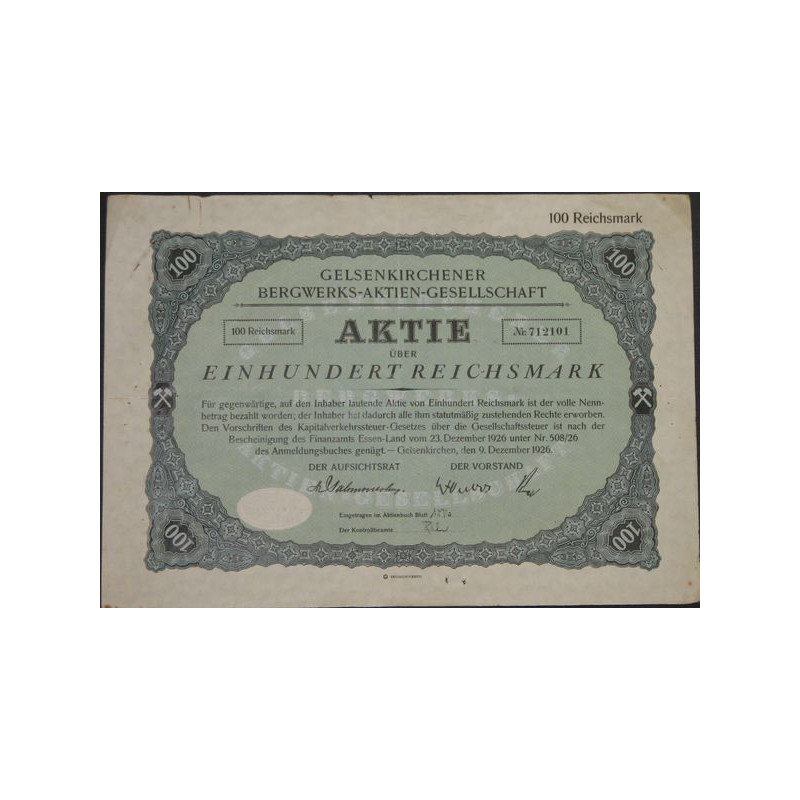 100 Reichsmark
100
100
GELSENKIRCHENER
BERGWERKS-AKTIEN-GESELLSCHAFT
100 Reichsmark
AKTIE
Nr. 712101
ÜBER
EINHUNDERT REICHSMARK
Für gegenwärtige, auf den Inhaber lautende Aktie von Einhundert Reichsmark ist der volle Nenn-
betrag bezahlt worden; der Inhaber hat dadurch alle ihm statutmäßig zustehenden Rechte erworben.
Den Vorschriften des Kapitalverkehrssteuer-Gesetzes über die Gesellschaftssteuer ist nach der
Bescheinigung des Finanzamts Essen-Land vom 23. Dezember 1926 unter Nr. 508/26
des Anmeldungsbuches genügt. — Gelsenkirchen, den 9. Dezember 1926.
DER AUFSICHTSRAT
DER VORSTAND
Eingetragen im Aktienbuch Blatt
Der Kontrollbeamte
100
100